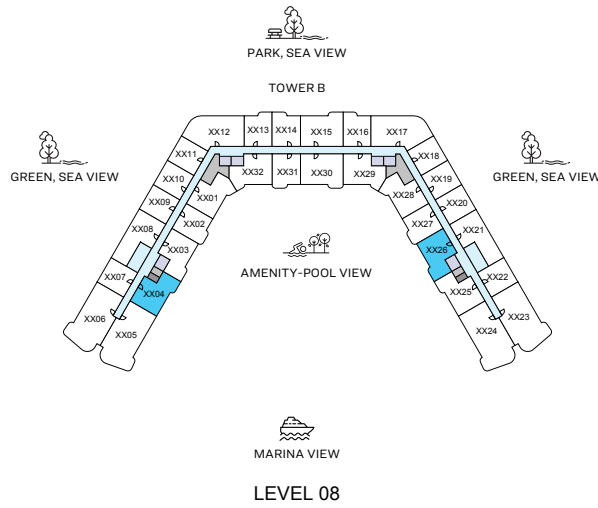 PARK, SEA VIEW
TOWER B
GREEN, SEA VIEW
GREEN, SEA VIEW
XX12
XX13
XX14
XX15
XX16
XX17
XX11
XX32
XX31
XX30
XX29
XX18
XX10
XX01
XX28
XX19
XX09
XX02
XX27
XX20
XX08
XX03
XX26
XX21
XX07
XX04
XX25
XX22
XX06
XX05
XX24
XX23
AMENITY-POOL VIEW
MARINA VIEW
LEVEL 08